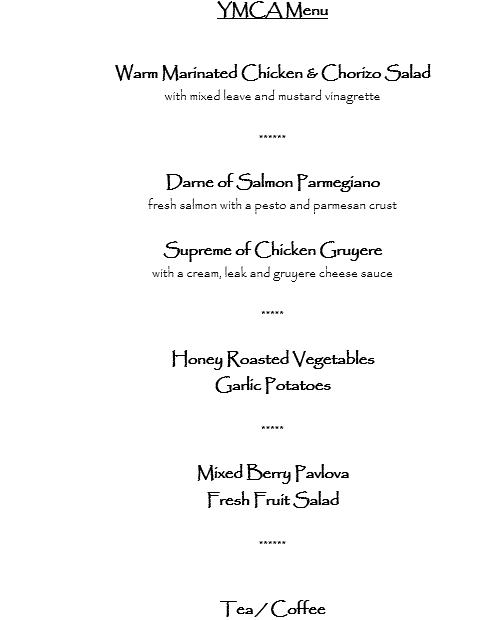 YMCA Menu
Warm Marinated Chicken & Chorizo Salad
with mixed leave and mustard vinagrette
******
Darne of Salmon Parmegiano
fresh salmon with a pesto and parmesan crust
Supreme of Chicken Gruyere
with a cream, leak and gruyere cheese sauce
*****
Honey Roasted Vegetables
Garlic Potatoes
*****
Mixed Berry Pavlova
Fresh Fruit Salad
******
Tea / Coffee